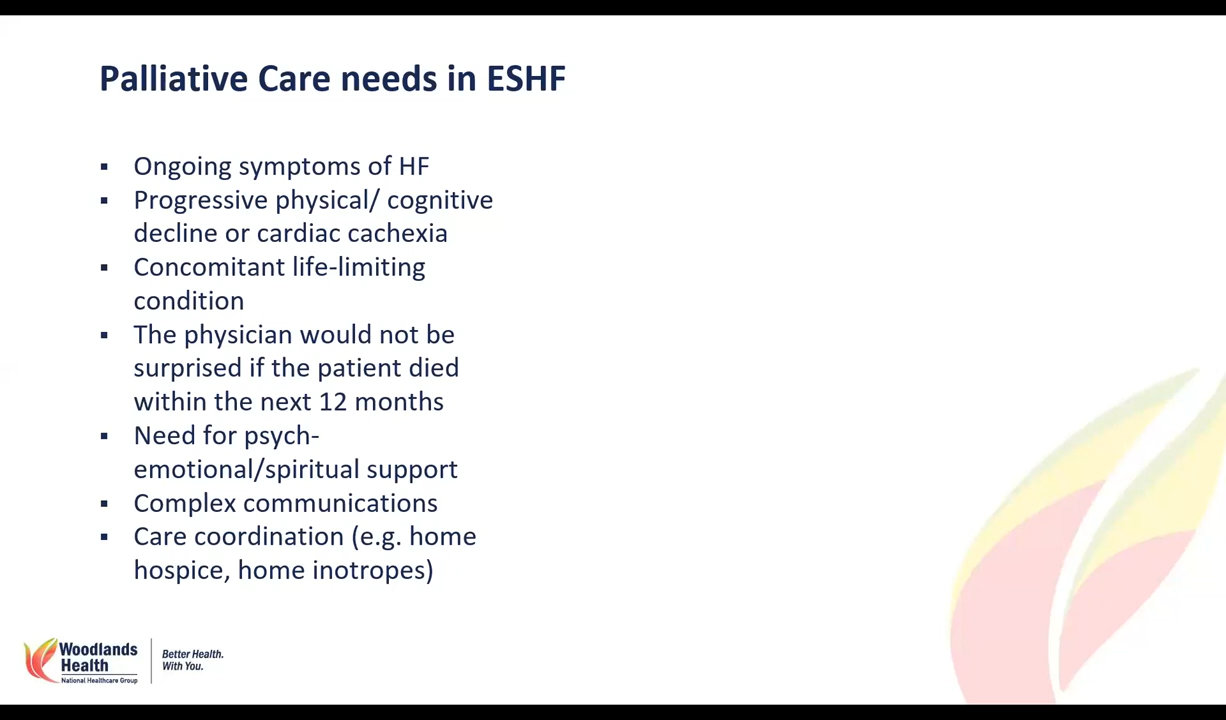 Palliative Care needs in ESHF
▪ Ongoing symptoms of HF
▪ Progressive physical/ cognitive
decline or cardiac cachexia
▪ Concomitant life-limiting
condition
▪ The physician would not be
surprised if the patient died
within the next 12 months
▪ Need for psych-
emotional/spiritual support
▪ Complex communications
▪ Care coordination (e.g. home
hospice, home inotropes)
Woodlands
Health
National Healthcare Group
Better Health.
With You.